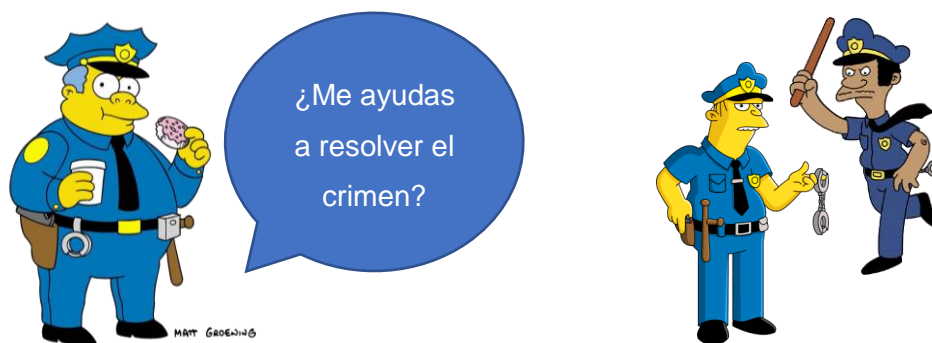 ¿Me ayudas
a resolver el
crimen?
MATT GROENING